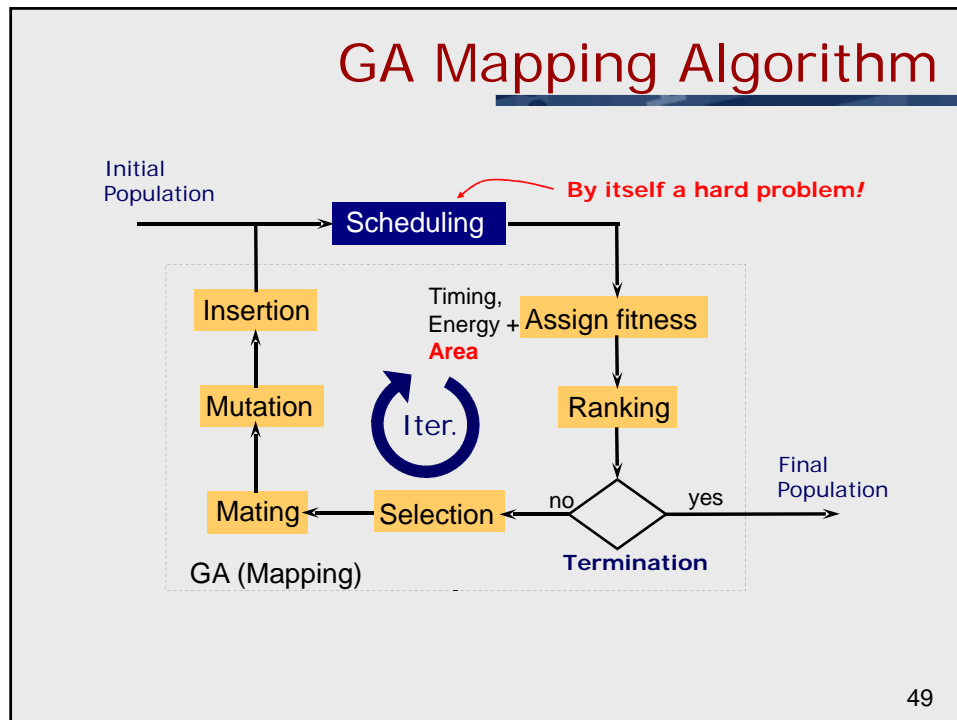 GA Mapping Algorithm
Initial
Population
By itself a hard problem!
Scheduling
Timing,
Energy +
Area
Assign fitness
Insertion
Mutation
Iter.
Ranking
Final
Population
Mating
Selection
no
yes
Termination
GA (Mapping)
49